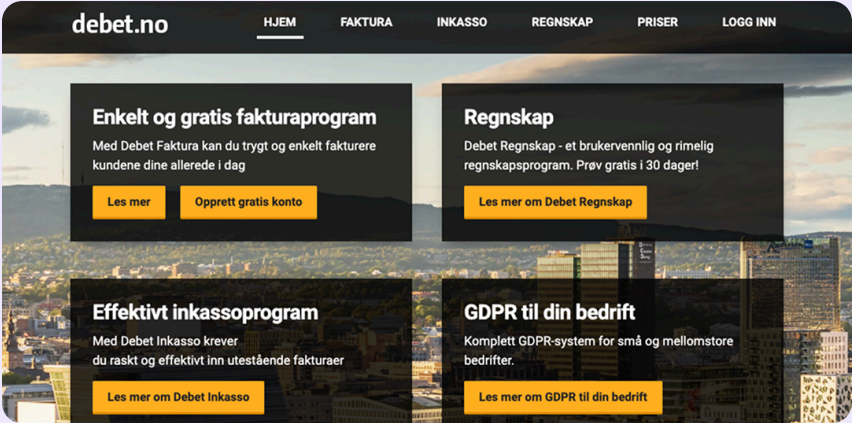 debet.no
HJEM FAKTURA INKASSO REGNSKAP PRISER LOGG INN
Enkelt og gratis fakturaprogram
Med Debet Faktura kan du trygt og enkelt fakturere
kundene dine allerede i dag
Les mer Opprett gratis konto
Regnskap
Debet Regnskap - et brukervennlig og rimelig
regnskapsprogram. Prøv gratis i 30 dager!
Les mer om Debet Regnskap
Effektivt inkassoprogram
Med Debet Inkasso krever
du raskt og effektivt inn utestående fakturaer
Les mer om Debet Inkasso
GDPR til din bedrift
Komplett GDPR-system for små og mellomstore
bedrifter.
Les mer om GDPR til din bedrift